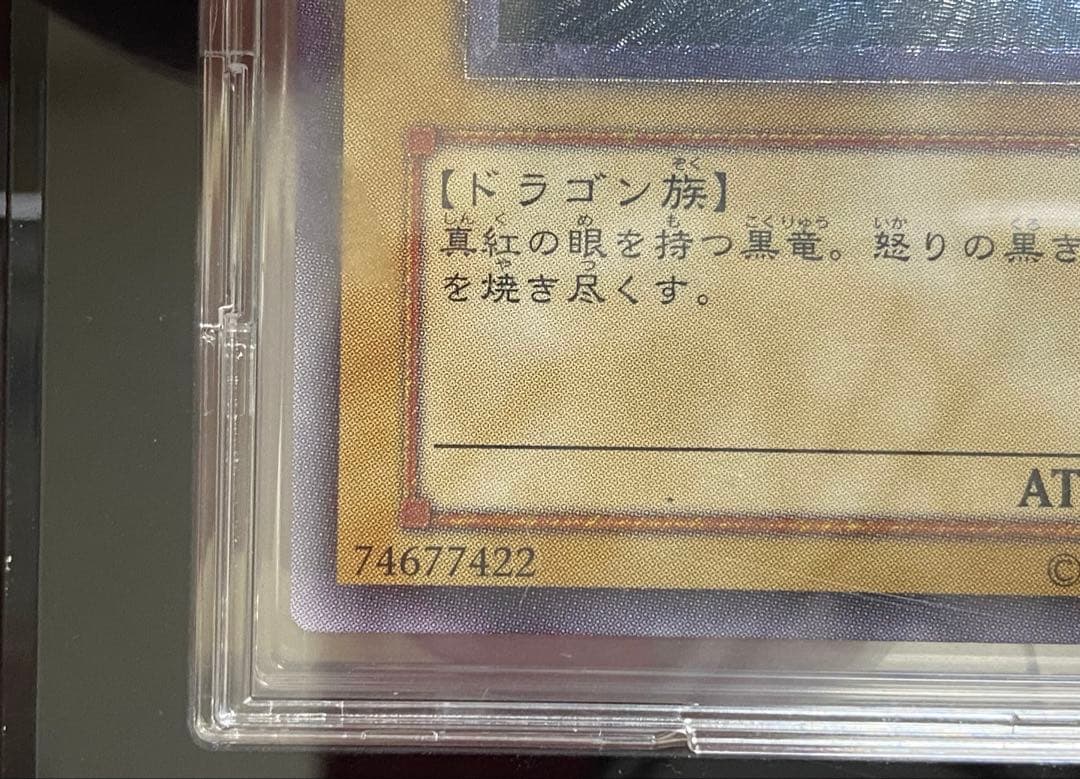 【ドラゴン族】
真紅の眼を持つ黒竜。怒りの黒き
を焼き尽くす。
AT
74677422
©